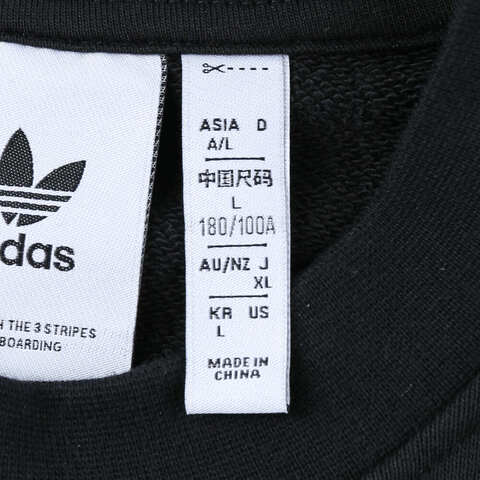 das
THE 3 STRIPES
BOARDING
ASIA D
A/L
中国尺码
L
180/100A
AU/NZ J
XL
KR US
L
MADE IN
CHINA